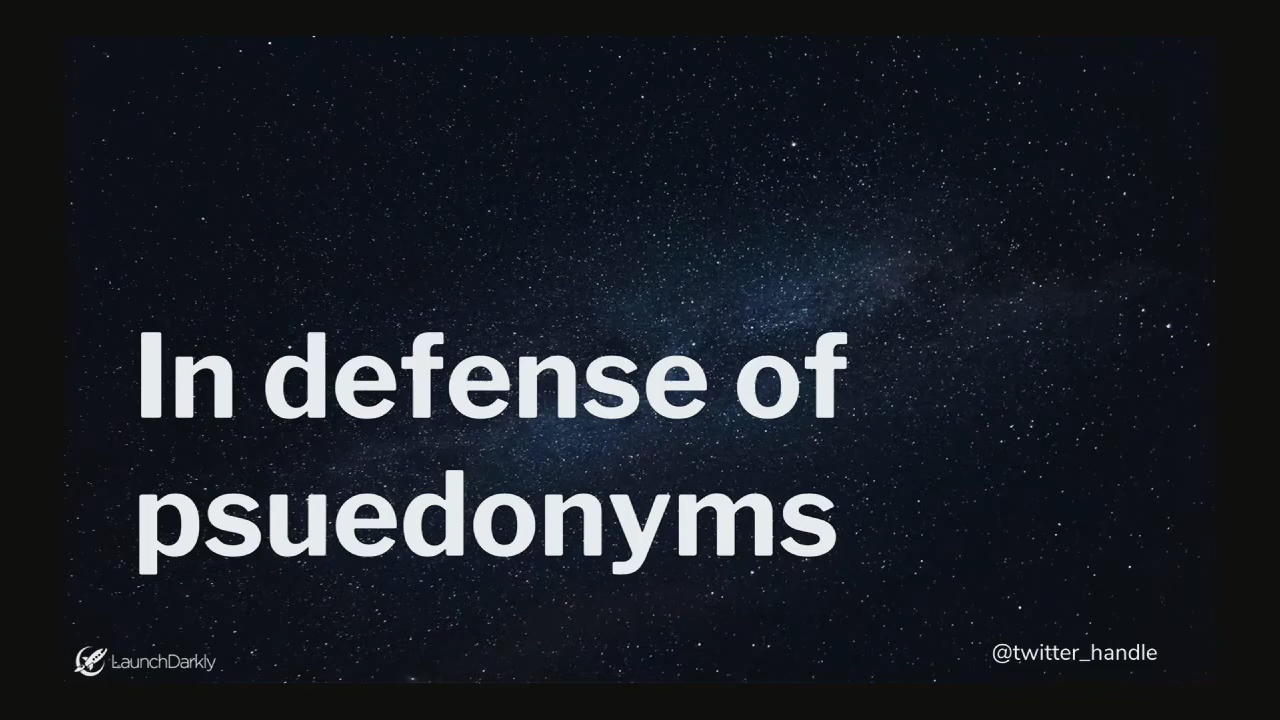 In defense of
psuedonyms
LaunchDarkly
@twitter_handle